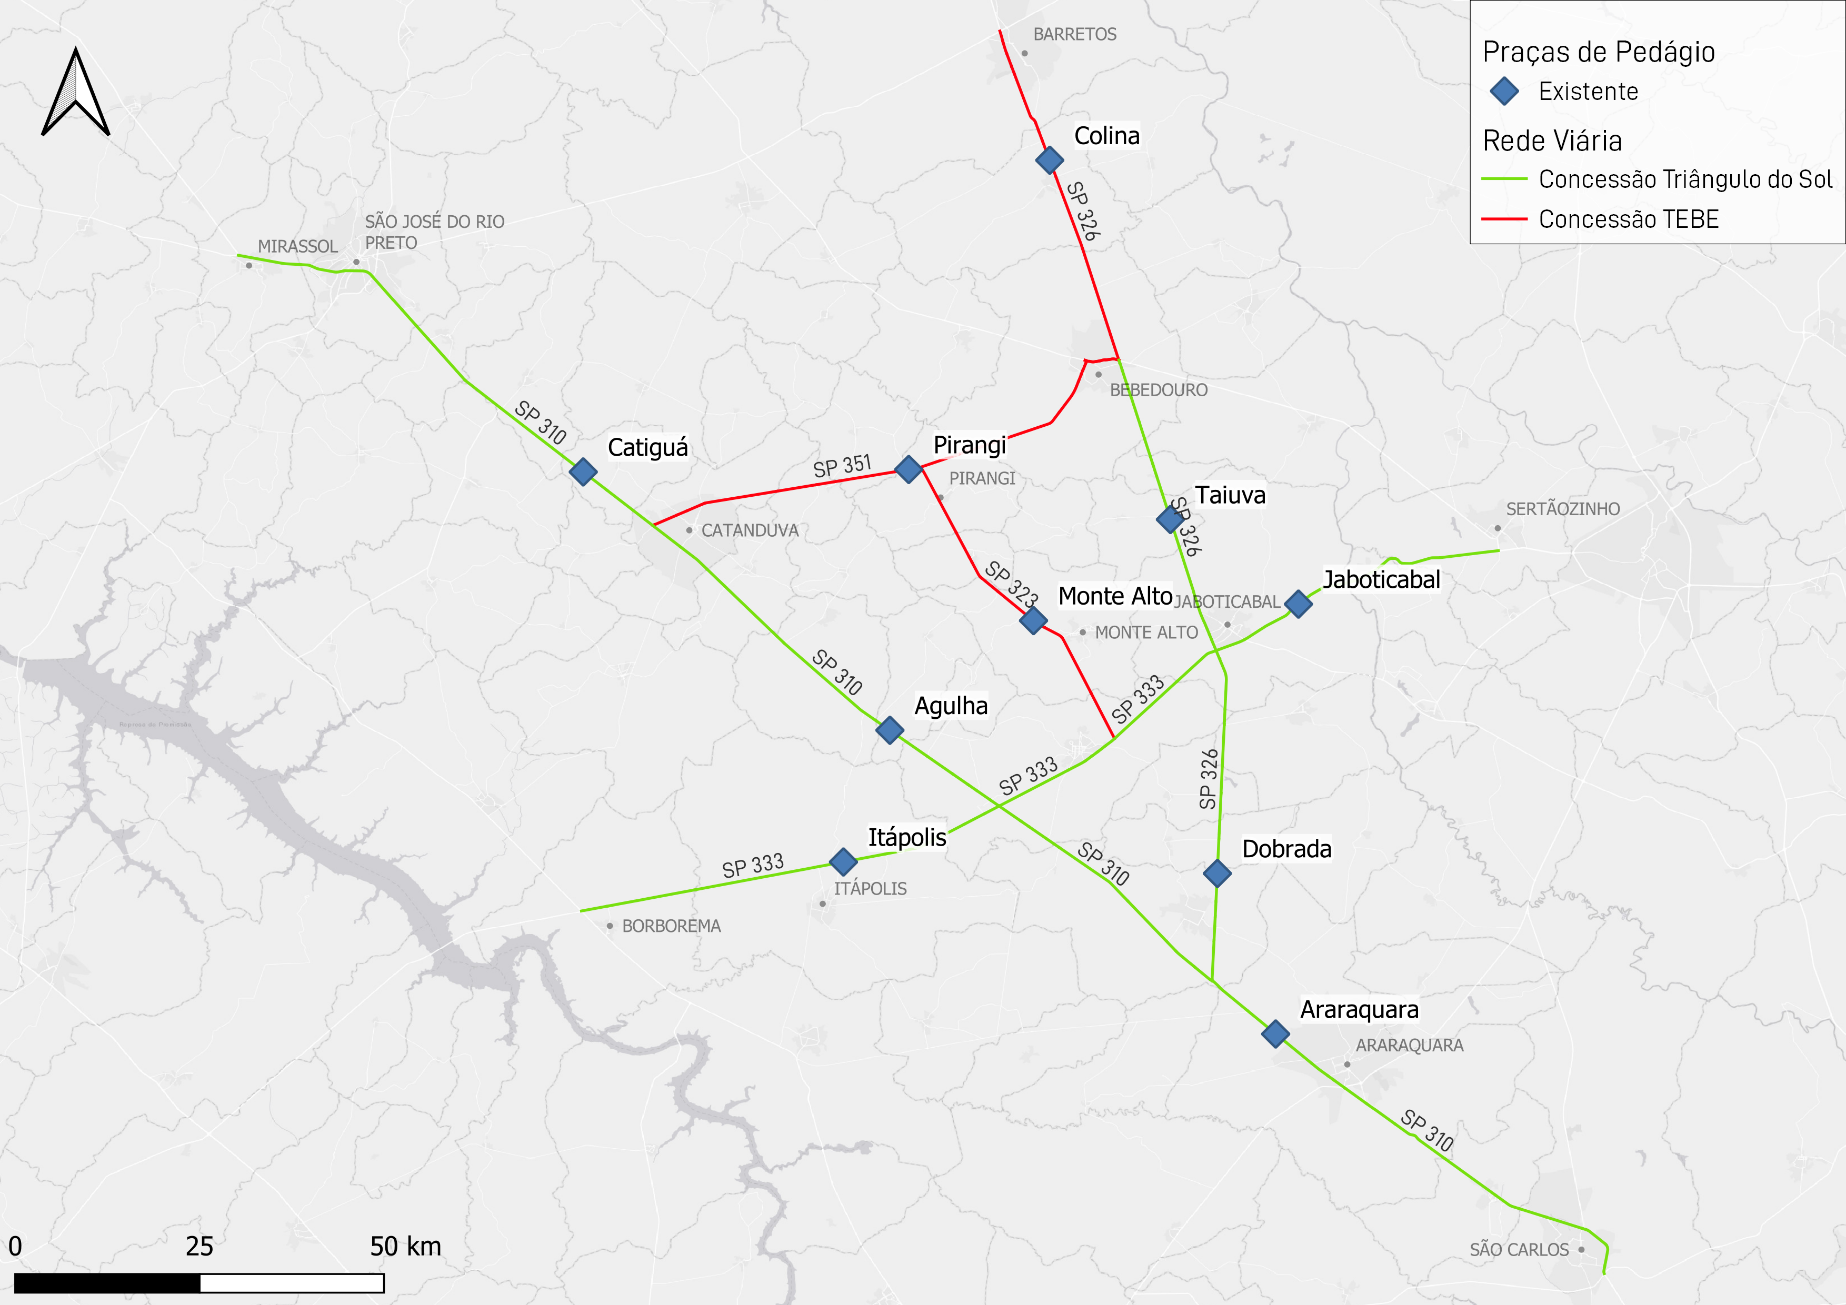 BARRETOS
Praças de Pedágio
Existente
Rede Viária
Concessão Triângulo do Sol
Concessão TEBE
Colina
SP 326
SÃO JOSÉ DO RIO
PRETO
MIRASSOL
BEBEDOURO
SP 310
Catiguá
Pirangi
SP 351
PIRANGI
Taiuva
SP 326
SERTÃOZINHO
CATANDUVA
SP 323
Monte Alto
JABOTICABAL
Jaboticabal
MONTE ALTO
SP 310
SP 333
Agulha
SP 333
SP 326
Itápolis
SP 333
ITÁPOLIS
SP 310
Dobrada
BORBOREMA
Araraquara
ARARAQUARA
SP 310
SÃO CARLOS
0 25 50 km